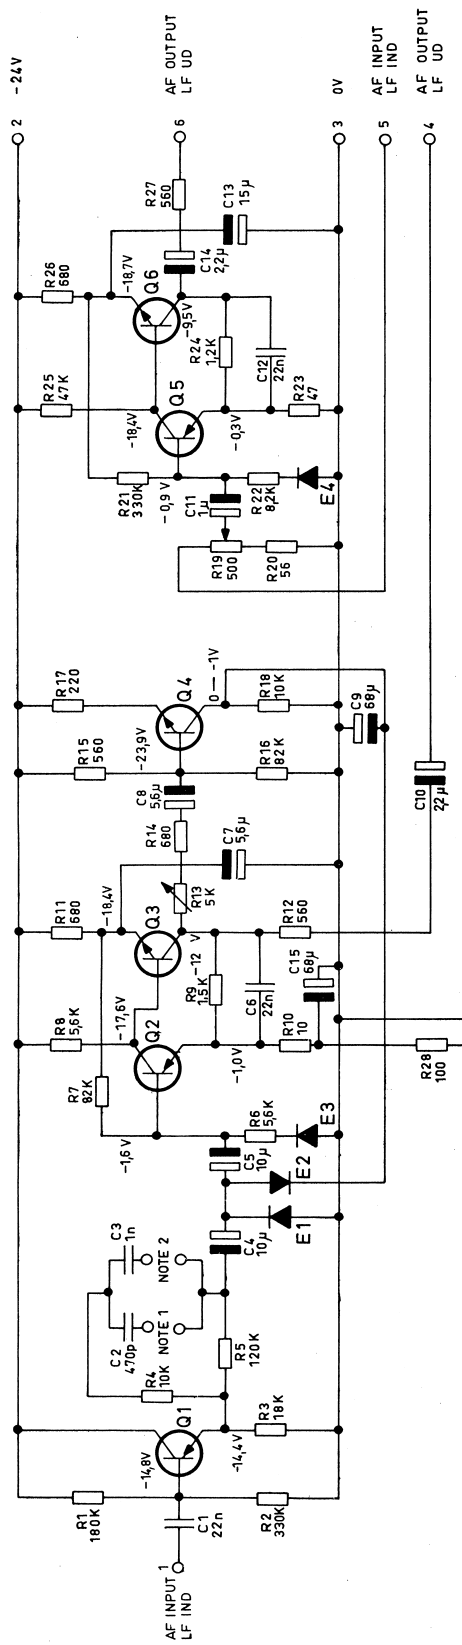 2
-24V
AF INPUT 1
LF IND
R1
180K
C1
22n
R2
330K
-14,8V
Q1
-14,4V
R3
18K
R4
10K
R5
120K
C2
470p
C3
1n
NOTE 1
NOTE 2
C4
10µ
E1
E2
C5
10µ
R6
5,6K
E3
-1,6V
R7
82K
R8
5,6K
-17,6V
Q2
-1,0V
R9
1,5K
C6
22n
R10
10
R28
100
C15
68µ
R11
680
-18,4V
Q3
-12 V
R12
560
R13
5K
C7
5,6µ
R14
680
C8
5,6µ
R15
560
-23,9V
R16
82K
R17
220
Q4
0 — -1V
R18
10K
C9
68µ
C10
2,2µ
R19
500
R20
56
C11
1µ
R21
330K
-0,9V
R22
8,2K
E4
R25
47K
-18,4V
Q5
-0,3V
R24
1,2K
C12
22n
R23
47
R26
680
-18,7V
Q6
-9,5V
C14
2,2µ
R27
560
C13
15µ
6
AF OUTPUT
LF UD
3
0V
5
AF INPUT
LF IND
4
AF OUTPUT
LF UD